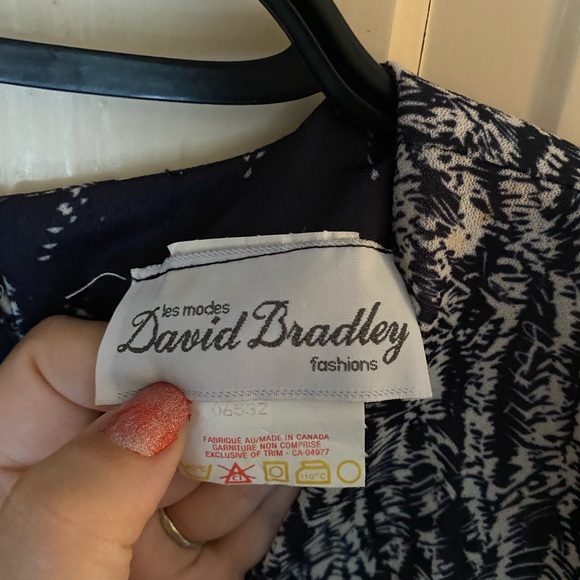 les modes
David Bradley
fashions
06532
FABRIQUÉ AU/MADE IN CANADA
GARNITURE NON COMPRISE
EXCLUSIVE OF TRIM - CA-04977
110°C